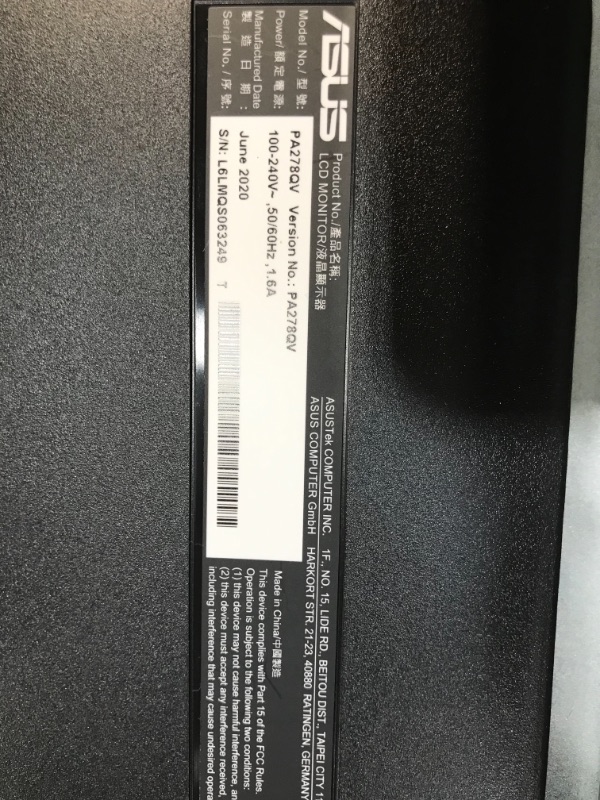 ASUS
Product No./產品名稱:
LCD MONITOR/液晶顯示器
Model No./ 型 號:
PA278QV Version No.: PA278QV
Power/ 額定電源:
100-240V~ ,50/60Hz ,1.6A
Manufactured Date
製 造 日 期 :
June 2020
Serial No. / 序 號:
S/N: L6LMQS063249 T
ASUSTek COMPUTER INC. 1F., NO. 15, LIDE RD., BEITOU DIST., TAIPEI CITY
ASUS COMPUTER GmbH HARKORT STR. 21-23, 40880 RATINGEN, GERMANY
Made in China/中國製造
This device complies with Part 15 of the FCC Rules.
Operation is subject to the following two conditions:
(1) this device may not cause harmful interference, an
(2) this device must accept any interference received,
including interference that may cause undesired opera